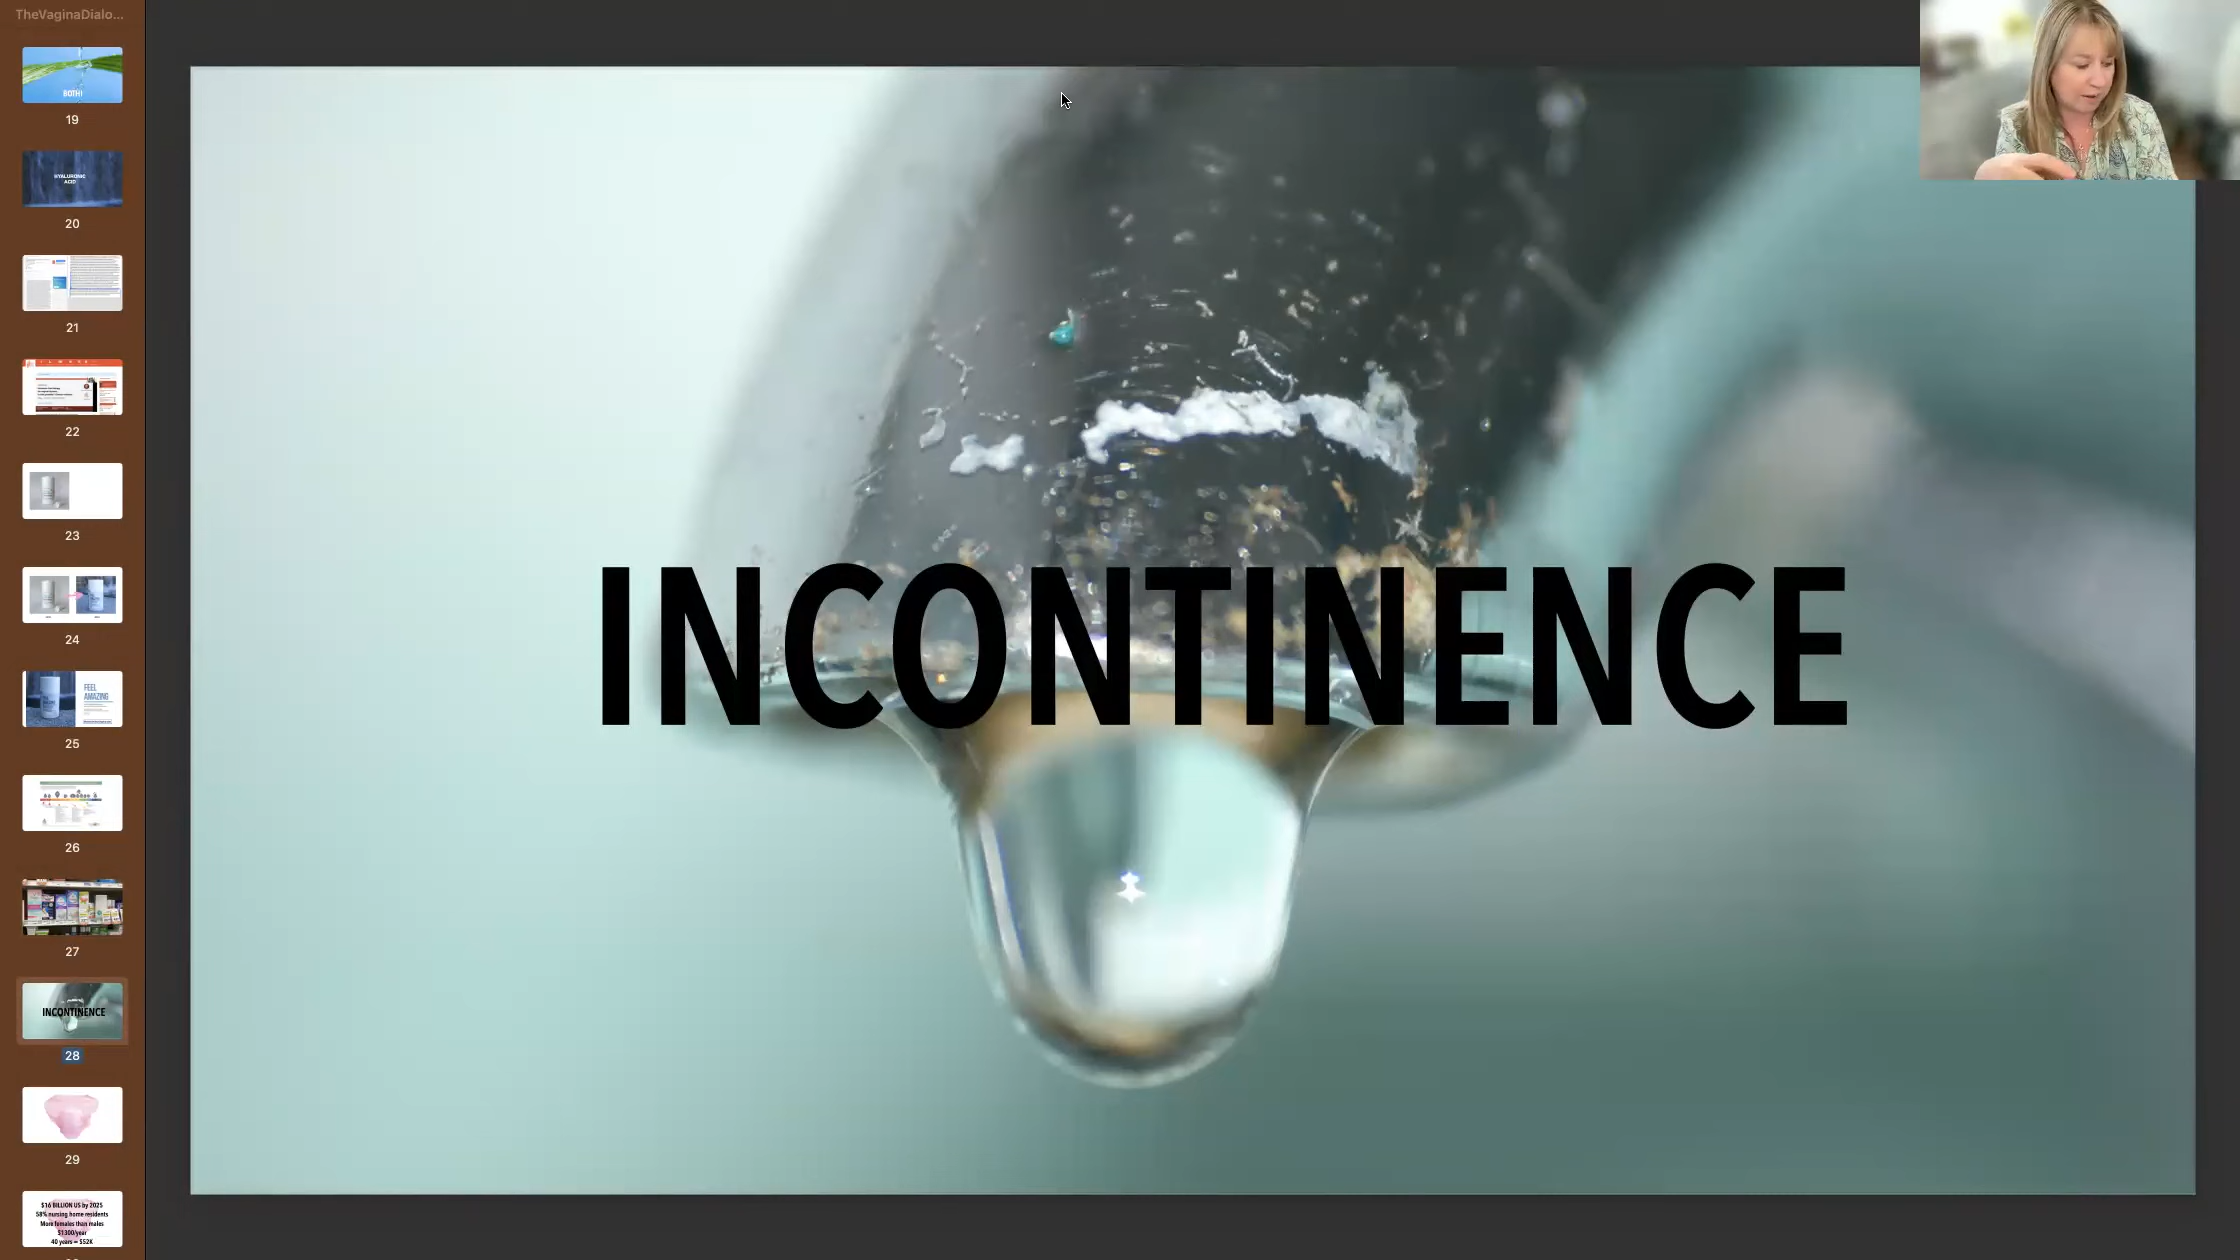 TheVaginaDialo...
BOTH!
19
HYALURONIC
ACID
20
21
22
23
24
FEEL
AMAZING
25
26
27
INCONTINENCE
28
29
$16 BILLION US by 2025
58% nursing home residents
More females than males
$1300/year
40 years = $52K
INCONTINENCE